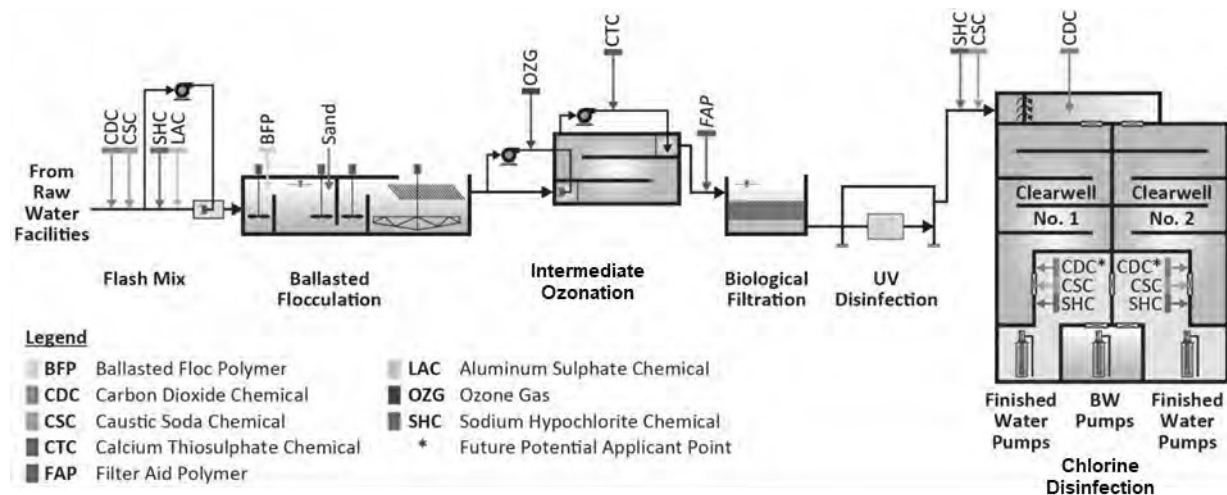 CDC
CSC
SHC
LAC
BFP
Sand
OZG
CTC
FAP
SHC
CSC
CDC
From
Raw
Water
Facilities
Clearwell
No. 1
Clearwell
No. 2
CDC*
CSC
SHC
CDC*
CSC
SHC
Flash Mix
Ballasted
Flocculation
Intermediate
Ozonation
Biological
Filtration
UV
Disinfection
Finished
Water
Pumps
BW
Pumps
Finished
Water
Pumps
Chlorine
Disinfection
Legend
BFP Ballasted Floc Polymer
CDC Carbon Dioxide Chemical
CSC Caustic Soda Chemical
CTC Calcium Thiosulphate Chemical
FAP Filter Aid Polymer
LAC Aluminum Sulphate Chemical
OZG Ozone Gas
SHC Sodium Hypochlorite Chemical
* Future Potential Applicant Point